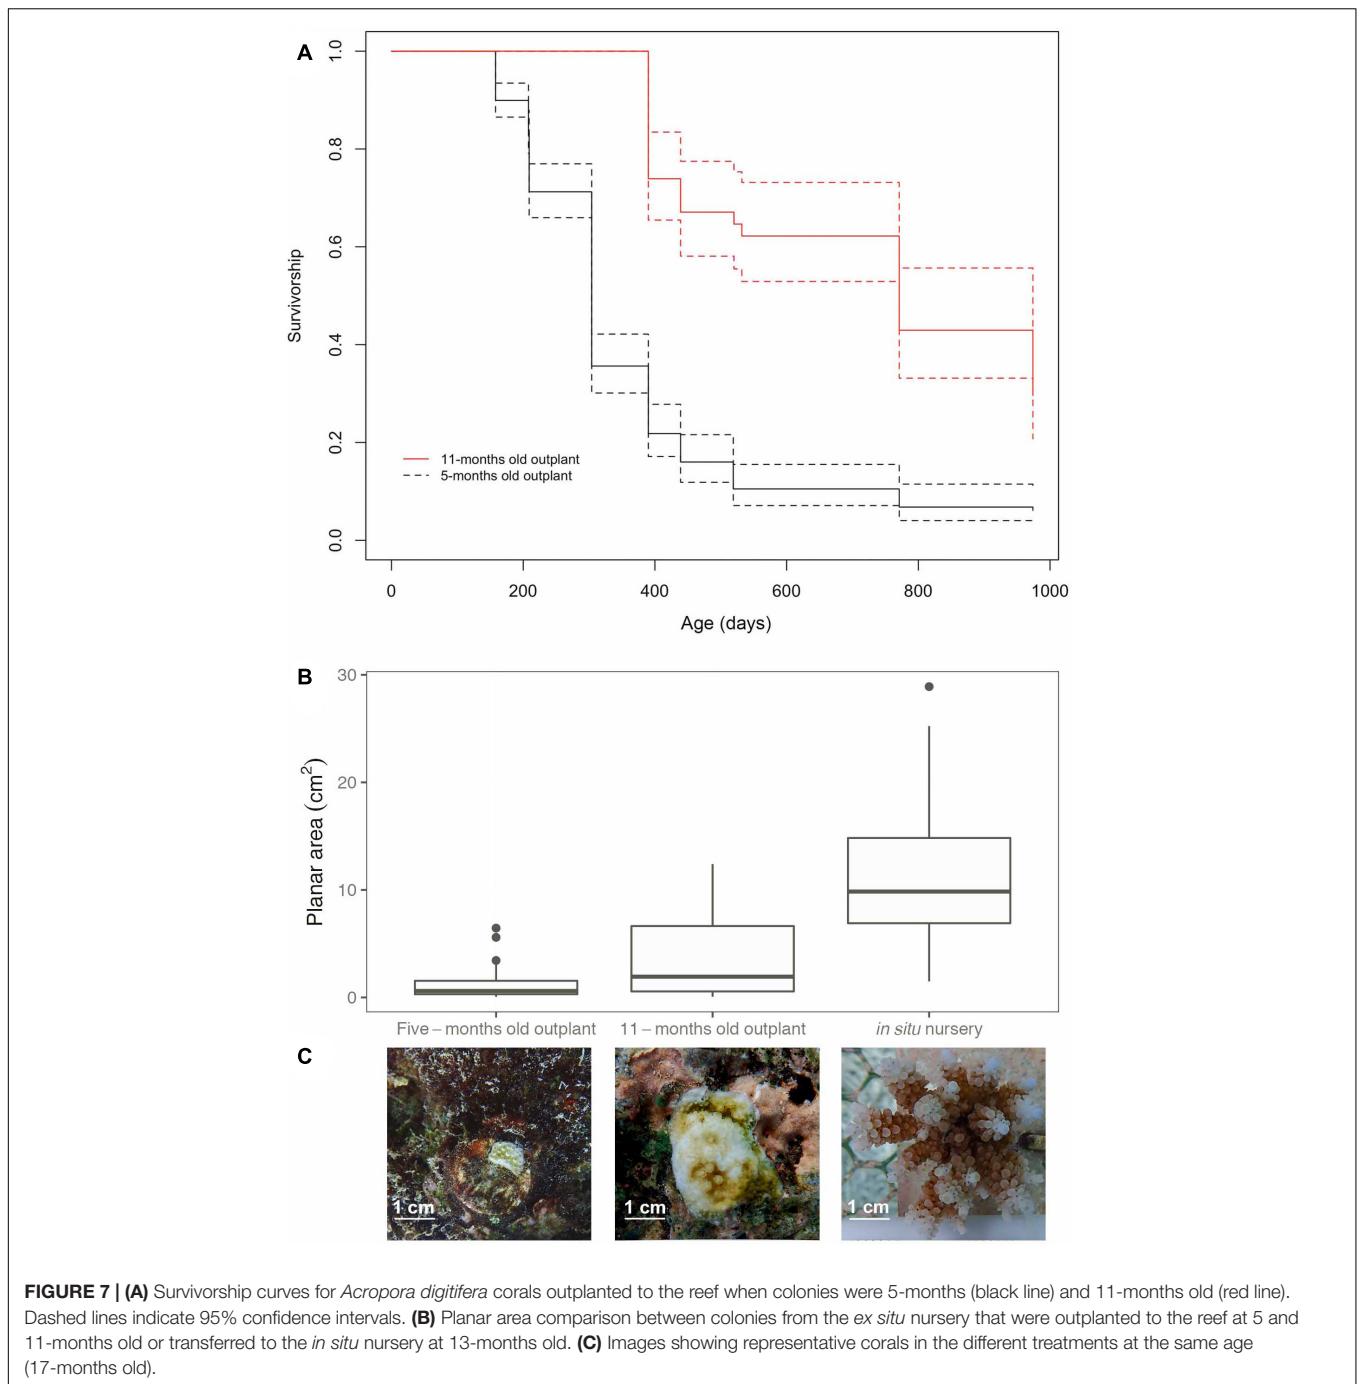 A
1.0
0.8
0.6
0.4
0.2
0.0
Survivorship
11-months old outplant
5-months old outplant
0 200 400 600 800 1000
Age (days)
B
30
20
10
0
Planar area (cm²)
Five – months old outplant 11 – months old outplant in situ nursery
C
1 cm 1 cm 1 cm
FIGURE 7 | (A) Survivorship curves for Acropora digitifera corals outplanted to the reef when colonies were 5-months (black line) and 11-months old (red line).
Dashed lines indicate 95% confidence intervals. (B) Planar area comparison between colonies from the ex situ nursery that were outplanted to the reef at 5 and
11-months old or transferred to the in situ nursery at 13-months old. (C) Images showing representative corals in the different treatments at the same age
(17-months old).